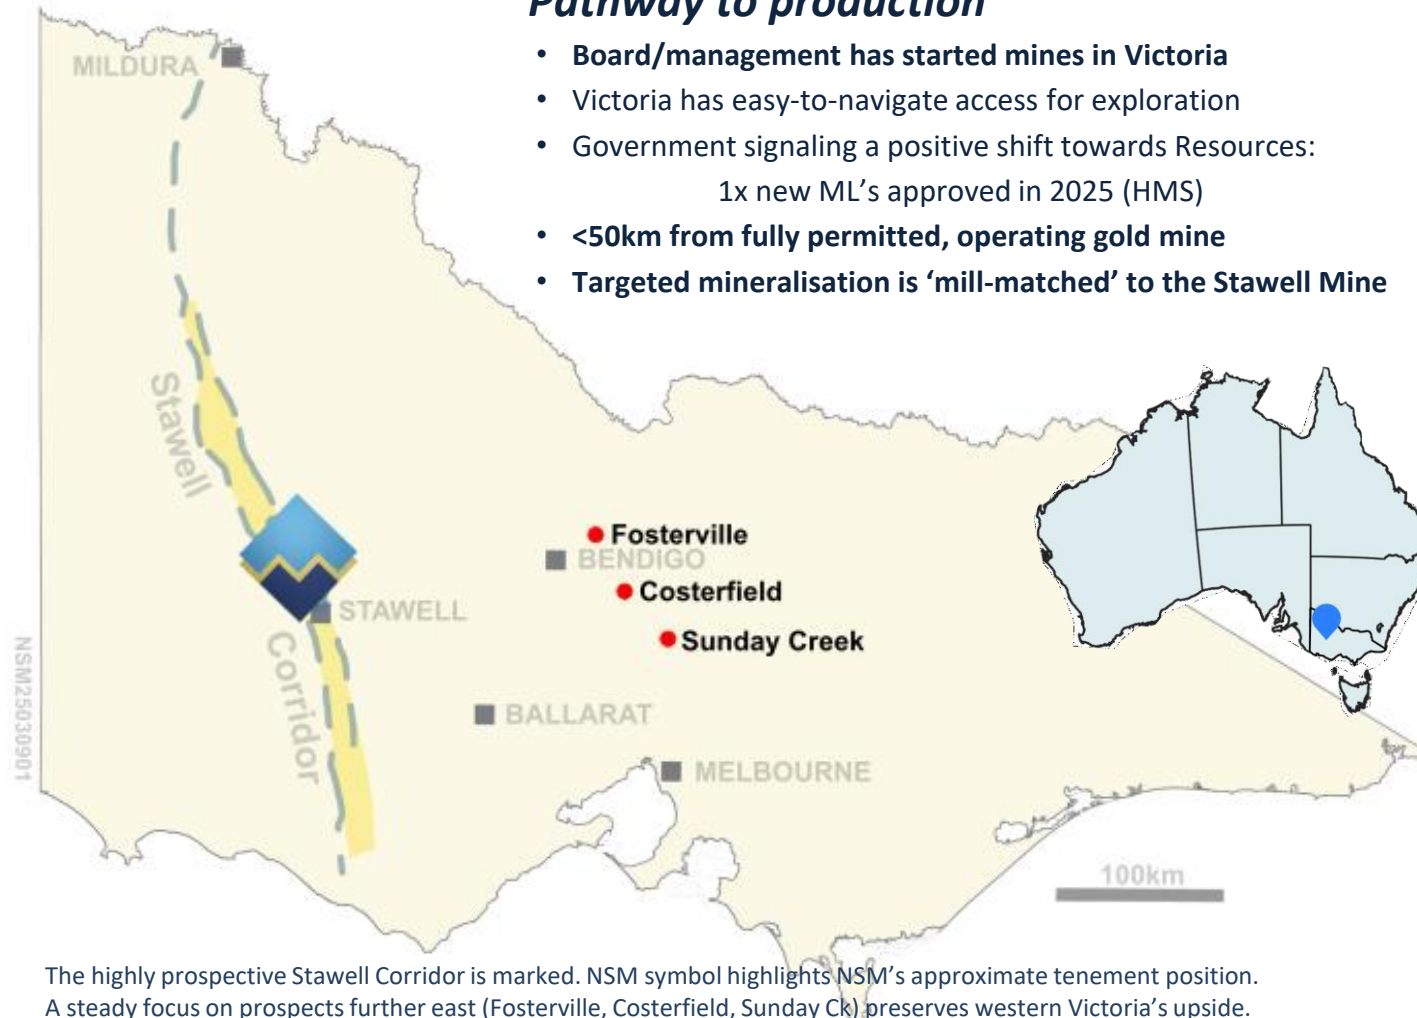 Pathway to production
• Board/management has started mines in Victoria
• Victoria has easy-to-navigate access for exploration
• Government signaling a positive shift towards Resources:
1x new ML's approved in 2025 (HMS)
• <50km from fully permitted, operating gold mine
• Targeted mineralisation is ‘mill-matched’ to the Stawell Mine
MILDURA
Stawell
Corridor
Fosterville
BENDIGO
Costerfield
STAWELL
Sunday Creek
BALLARAT
MELBOURNE
100km
NSM25030901
The highly prospective Stawell Corridor is marked. NSM symbol highlights NSM's approximate tenement position.
A steady focus on prospects further east (Fosterville, Costerfield, Sunday Ck) preserves western Victoria's upside.